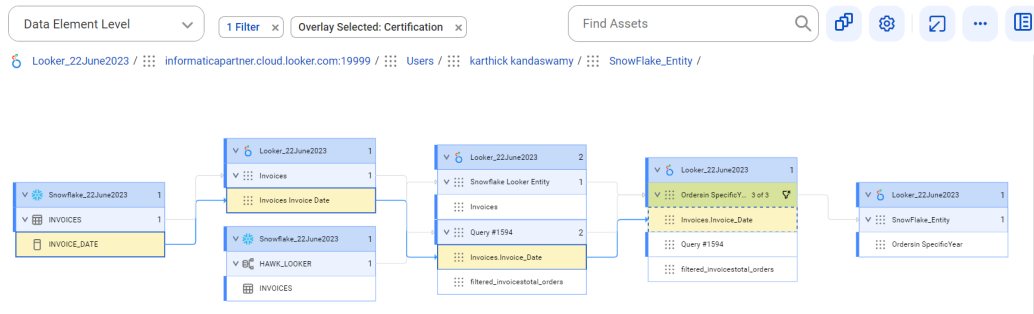 Data Element Level
1 Filter ×
Overlay Selected: Certification ×
Find Assets
Looker_22June2023 / informaticapartner.cloud.looker.com:19999 / Users / karthick kandaswamy / SnowFlake_Entity /
Snowflake_22June2023 1
INVOICES 1
INVOICE_DATE
Looker_22June2023 1
Invoices 1
Invoices Invoice Date
Snowflake_22June2023 1
HAWK_LOOKER 1
INVOICES
Looker_22June2023 2
Snowflake Looker Entity 1
Invoices
Query #1594 2
Invoices.Invoice_Date
filtered_invoicestotal_orders
Looker_22June2023 1
Ordersin SpecificY... 3 of 3
Invoices.Invoice_Date
Query #1594
filtered_invoicestotal_orders
Looker_22June2023 1
SnowFlake_Entity 1
Ordersin SpecificYear